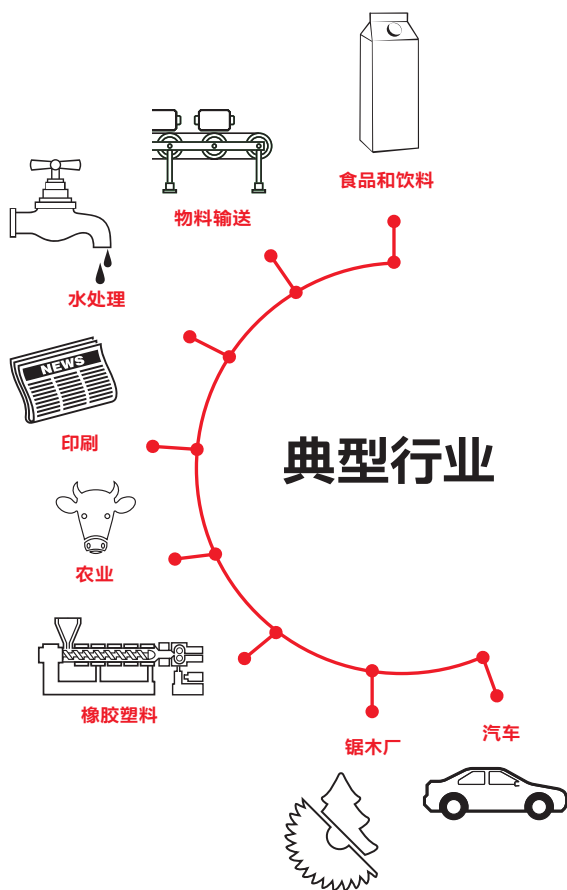 食品和饮料
物料输送
水处理
NEWS
印刷
典型行业
农业
橡胶塑料
锯木厂
汽车